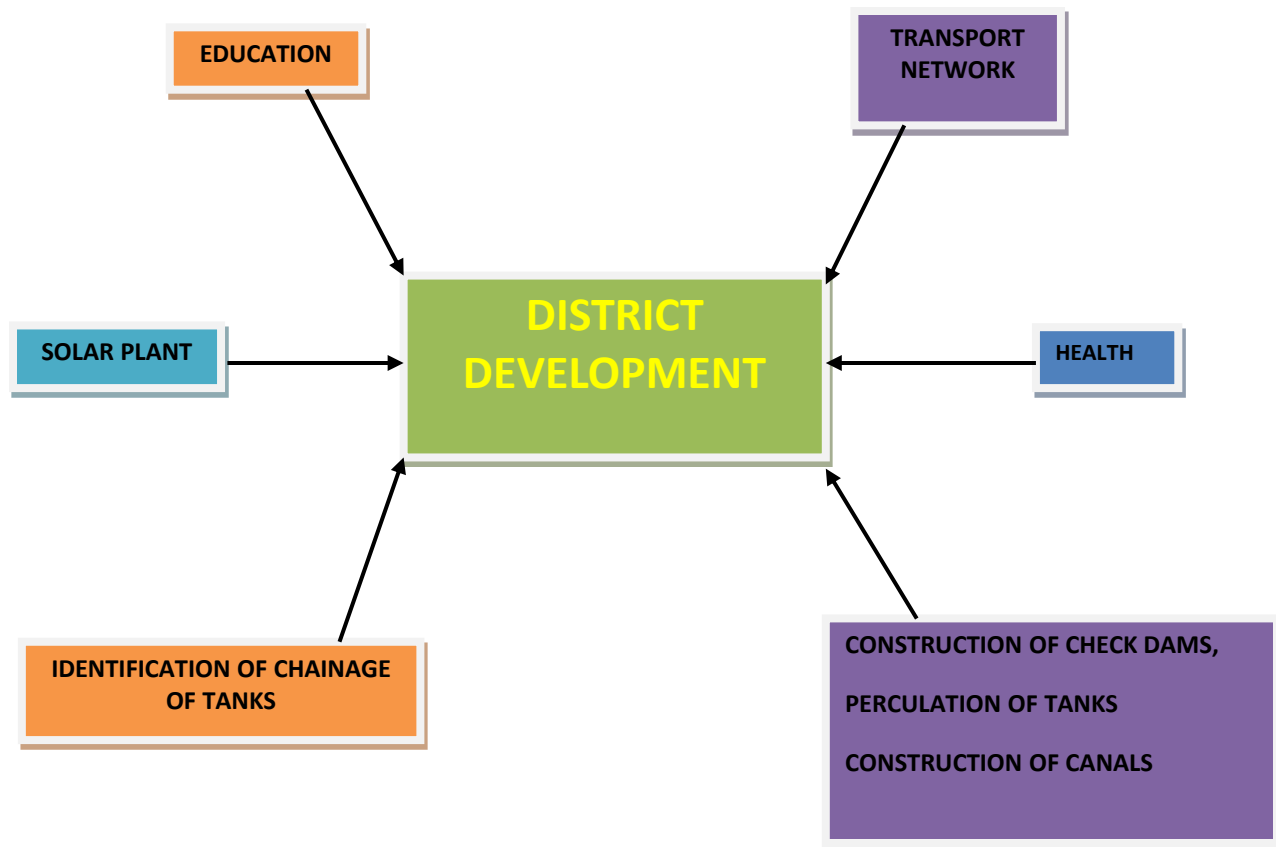 EDUCATION
TRANSPORT
NETWORK
DISTRICT
DEVELOPMENT
SOLAR PLANT
HEALTH
IDENTIFICATION OF CHAINAGE
OF TANKS
CONSTRUCTION OF CHECK DAMS,
PERCULATION OF TANKS
CONSTRUCTION OF CANALS